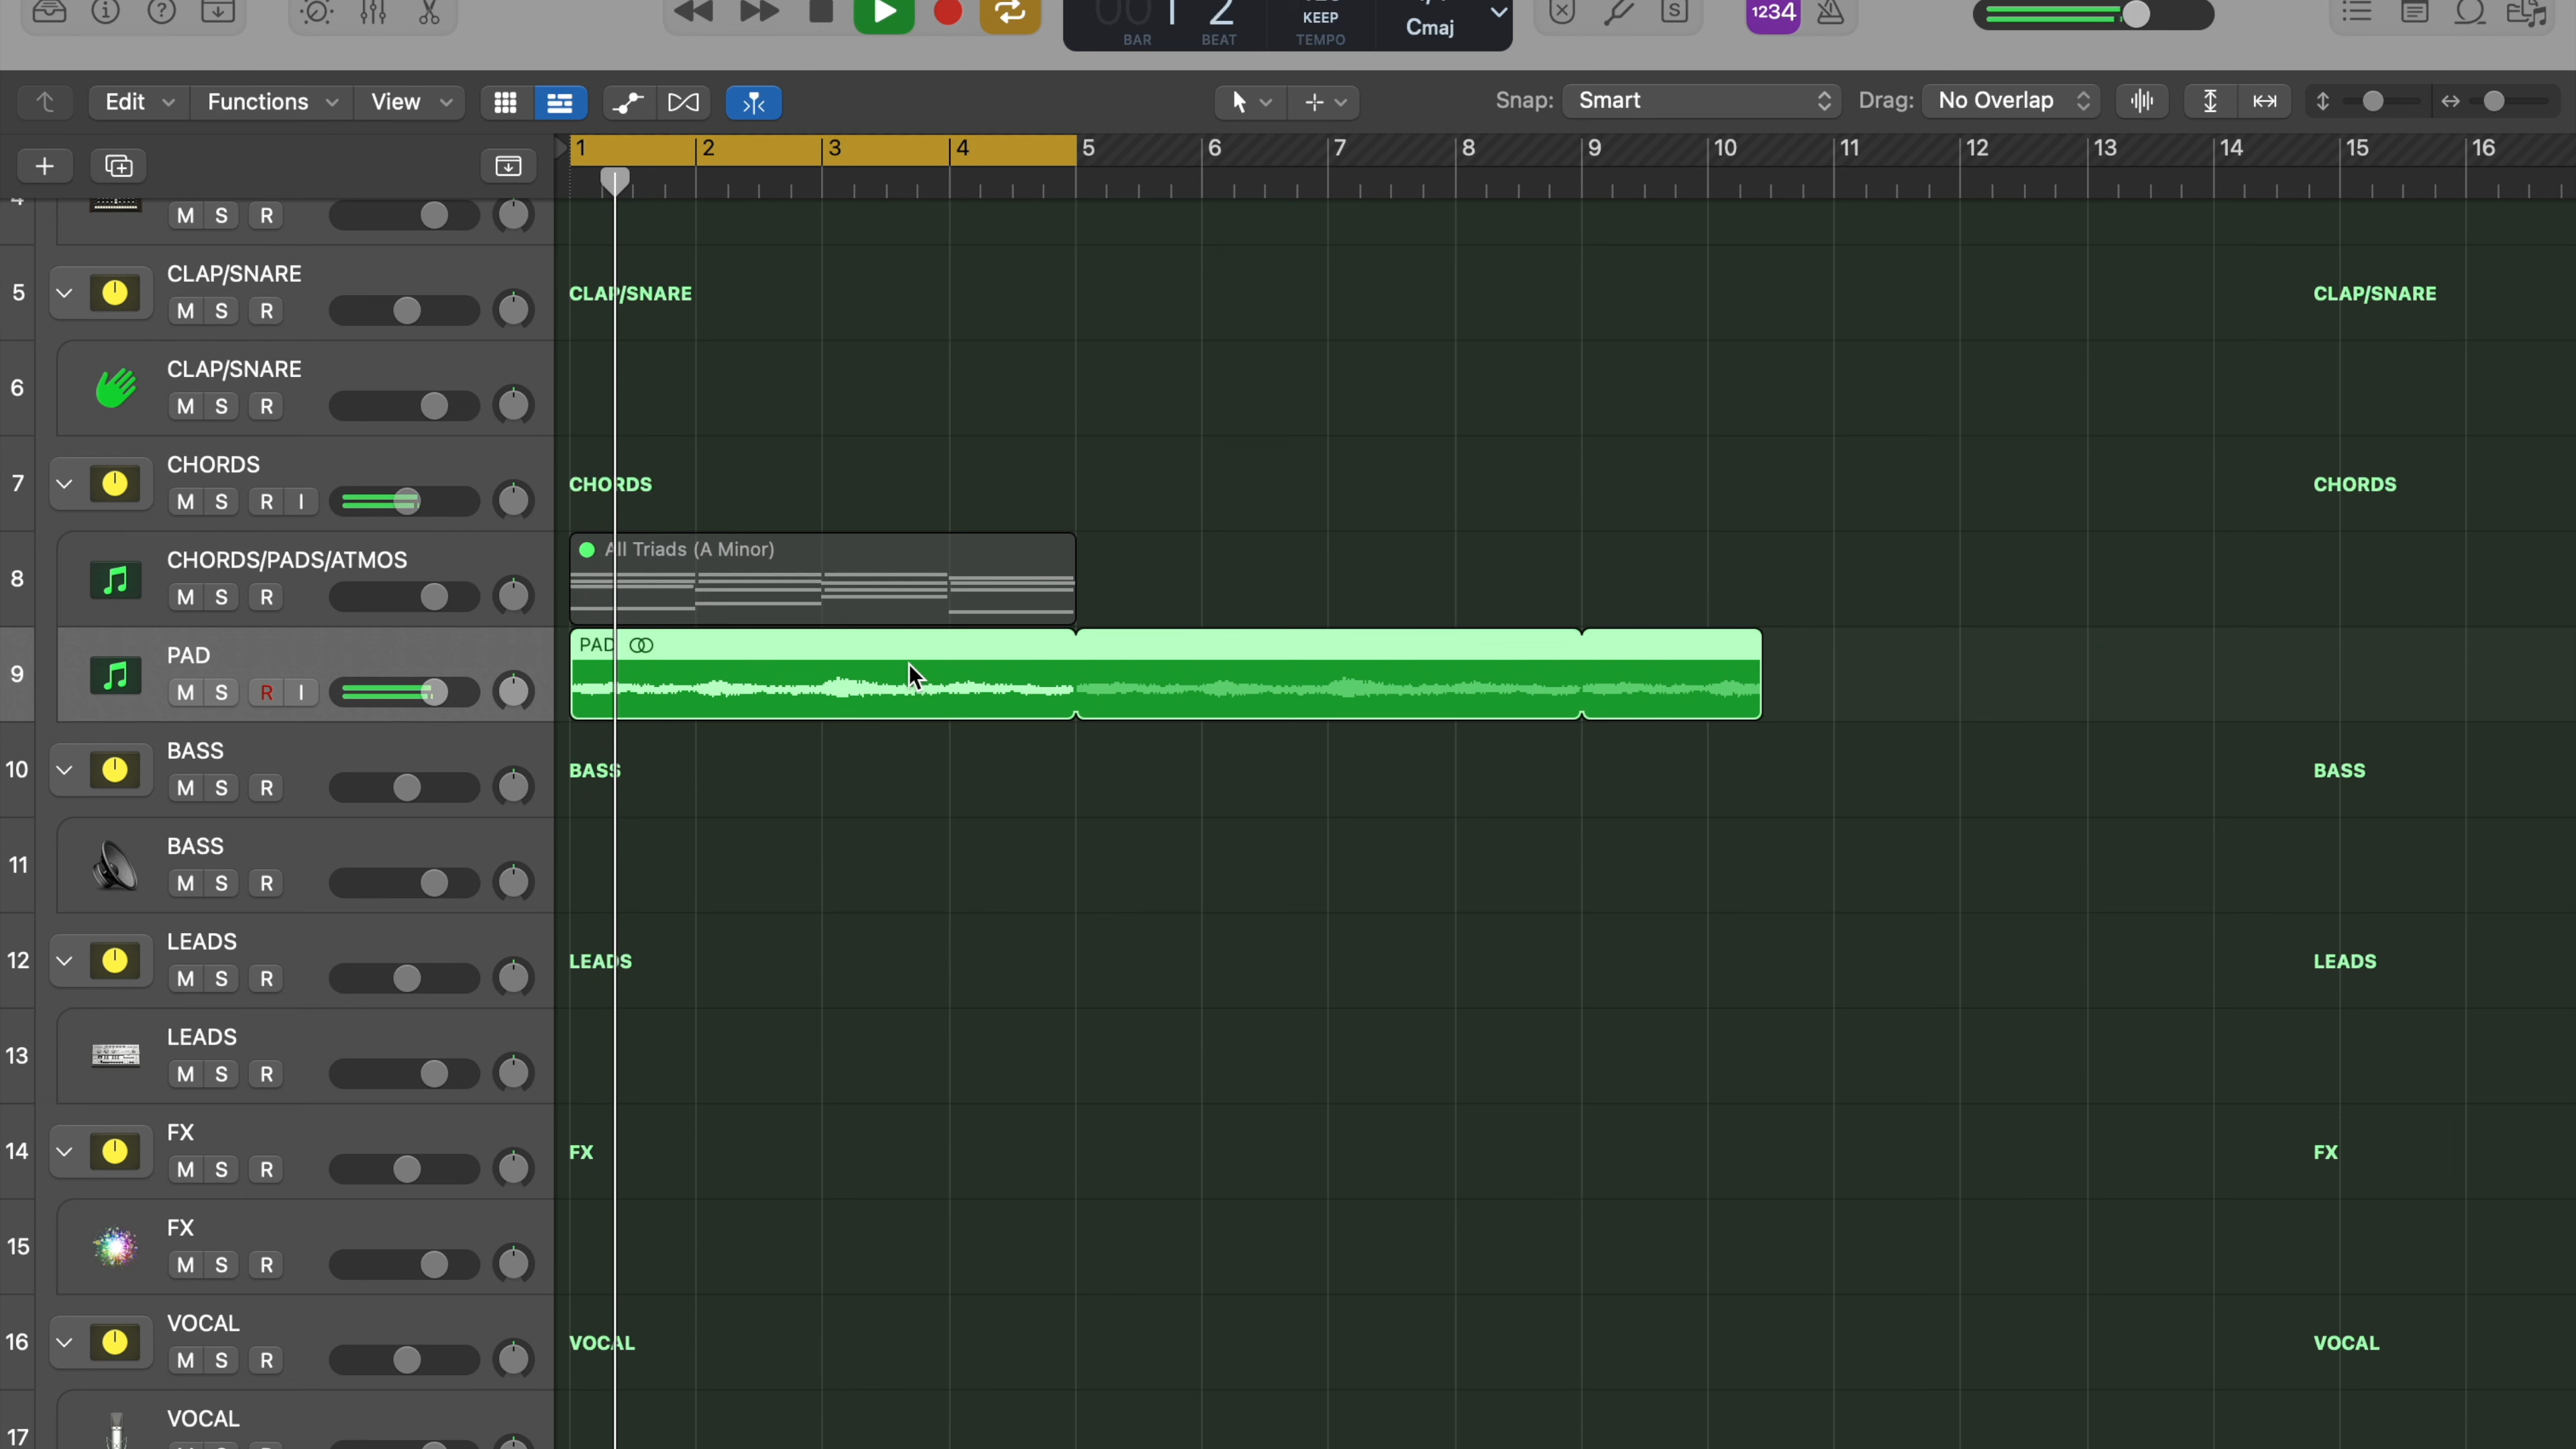 1 2
BAR BEAT
KEEP
TEMPO
Cmaj
S
1234
Edit Functions View
Snap: Smart Drag: No Overlap
1 2 3 4 5 6 7 8 9 10 11 12 13 14 15 16
M S R
5 CLAP/SNARE
M S R
CLAP/SNARE CLAP/SNARE
6 CLAP/SNARE
M S R
7 CHORDS
M S R I
CHORDS CHORDS
8 CHORDS/PADS/ATMOS
M S R
All Triads (A Minor)
9 PAD
M S R I
PAD
10 BASS
M S R
BASS BASS
11 BASS
M S R
12 LEADS
M S R
LEADS LEADS
13 LEADS
M S R
14 FX
M S R
FX FX
15 FX
M S R
16 VOCAL
M S R
VOCAL VOCAL
17 VOCAL